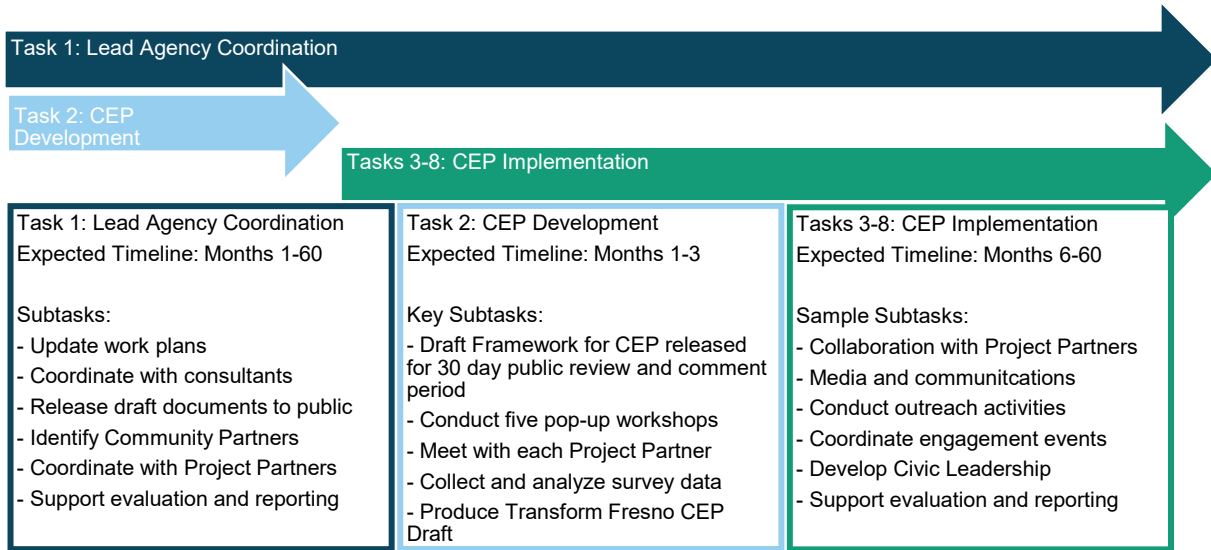 Task 1: Lead Agency Coordination
Task 2: CEP
Development
Tasks 3-8: CEP Implementation
Task 1: Lead Agency Coordination
Expected Timeline: Months 1-60
Subtasks:
- Update work plans
- Coordinate with consultants
- Release draft documents to public
- Identify Community Partners
- Coordinate with Project Partners
- Support evaluation and reporting
Task 2: CEP Development
Expected Timeline: Months 1-3
Key Subtasks:
- Draft Framework for CEP released
for 30 day public review and comment
period
- Conduct five pop-up workshops
- Meet with each Project Partner
- Collect and analyze survey data
- Produce Transform Fresno CEP
Draft
Tasks 3-8: CEP Implementation
Expected Timeline: Months 6-60
Sample Subtasks:
- Collaboration with Project Partners
- Media and communitcations
- Conduct outreach activities
- Coordinate engagement events
- Develop Civic Leadership
- Support evaluation and reporting